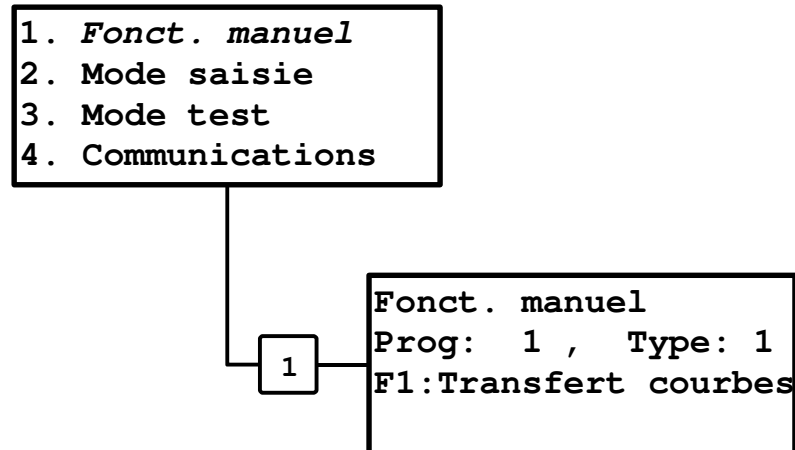 1. Fonct. manuel
2. Mode saisie
3. Mode test
4. Communications
1
Fonct. manuel
Prog: 1 , Type: 1
F1:Transfert courbes